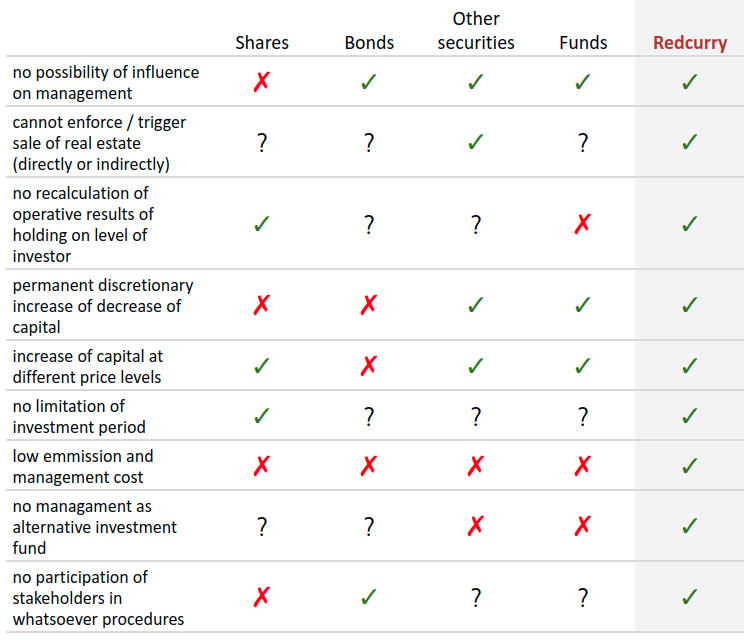 Other
Shares Bonds securities Funds Redcurry
no possibility of influence
on management ✗ ✓ ✓ ✓ ✓
cannot enforce / trigger
sale of real estate ? ? ✓ ? ✓
(directly or indirectly)
no recalculation of
operative results of
holding on level of ✓ ? ? ✗ ✓
investor
permanent discretionary
increase of decrease of ✗ ✗ ✓ ✓ ✓
capital
increase of capital at
different price levels ✓ ✗ ✓ ✓ ✓
no limitation of
investment period ✓ ? ? ? ✓
low emmission and
management cost ✗ ✗ ✗ ✗ ✓
no managament as
alternative investment ? ? ✗ ✗ ✓
fund
no participation of
stakeholders in ✗ ✓ ? ? ✓
whatsoever procedures